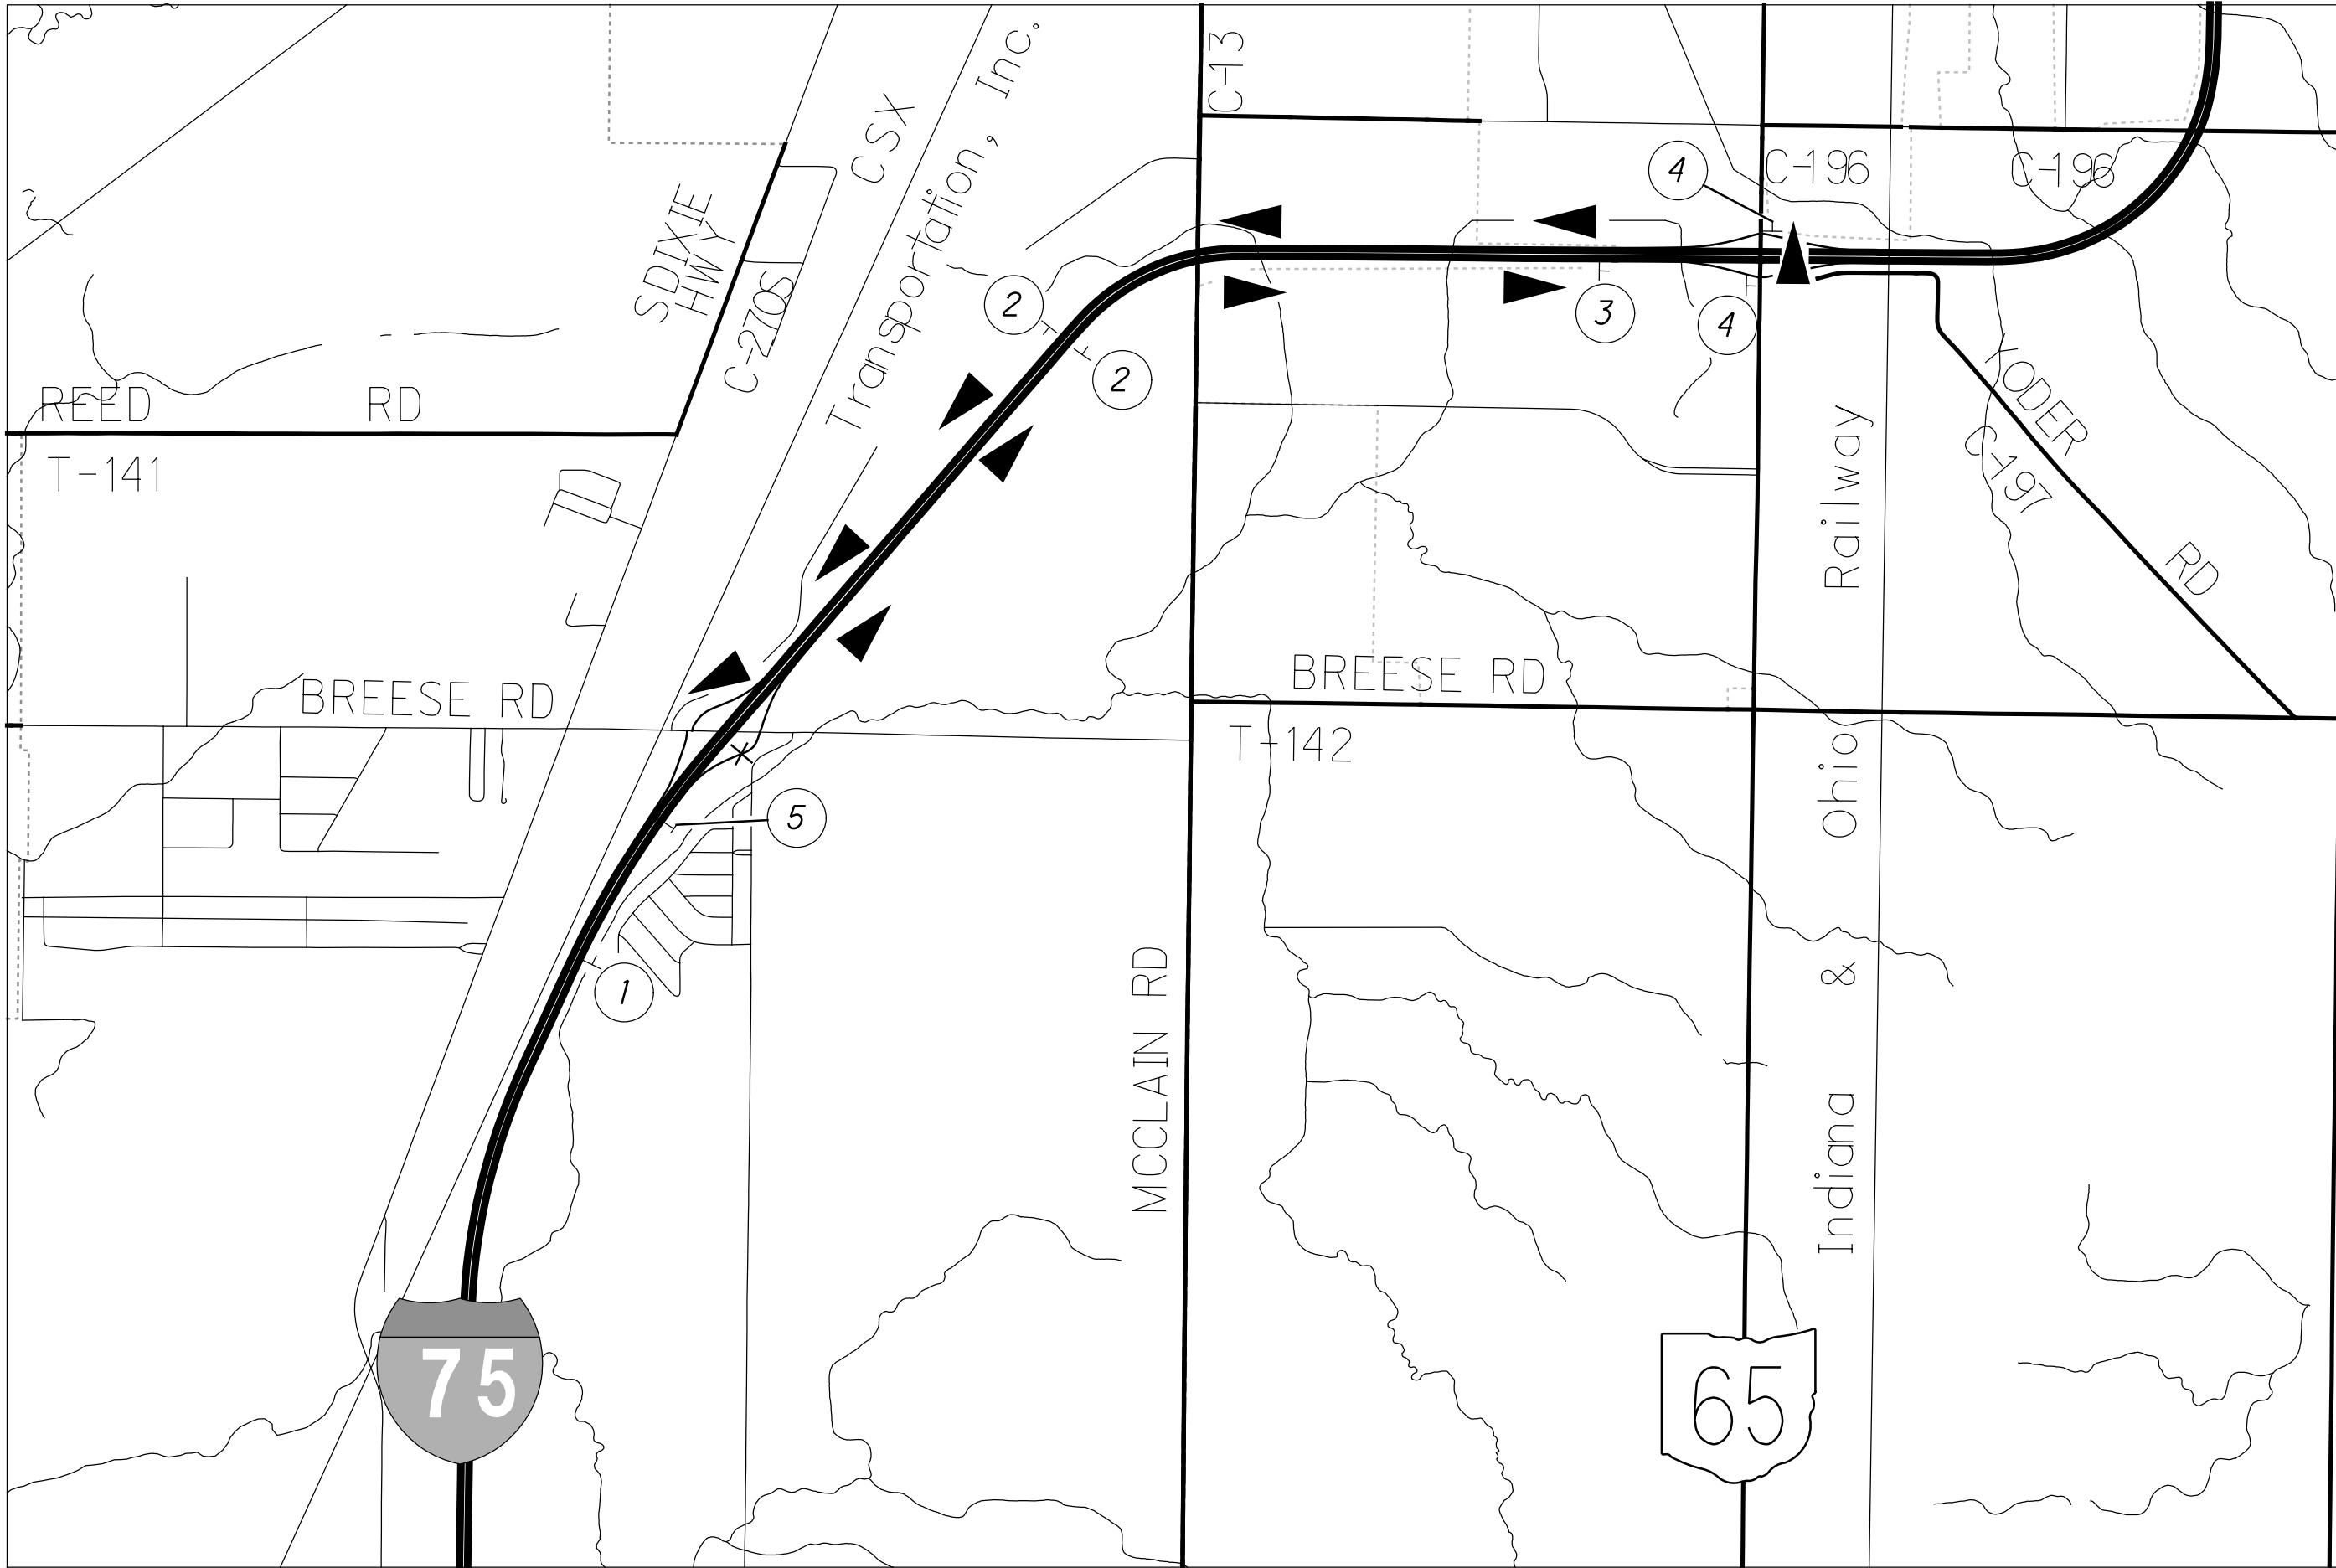 C-13
CSX
Transportation, Inc.
SDIXIE
HWY
C-206
4
C-196
C-196
2
2
3
4
REED RD
T-141
YODER RD
C-197
BREESE RD
BREESE RD
T-142
5
1
MCCLAIN RD
Indiana & Ohio Railway
75
65